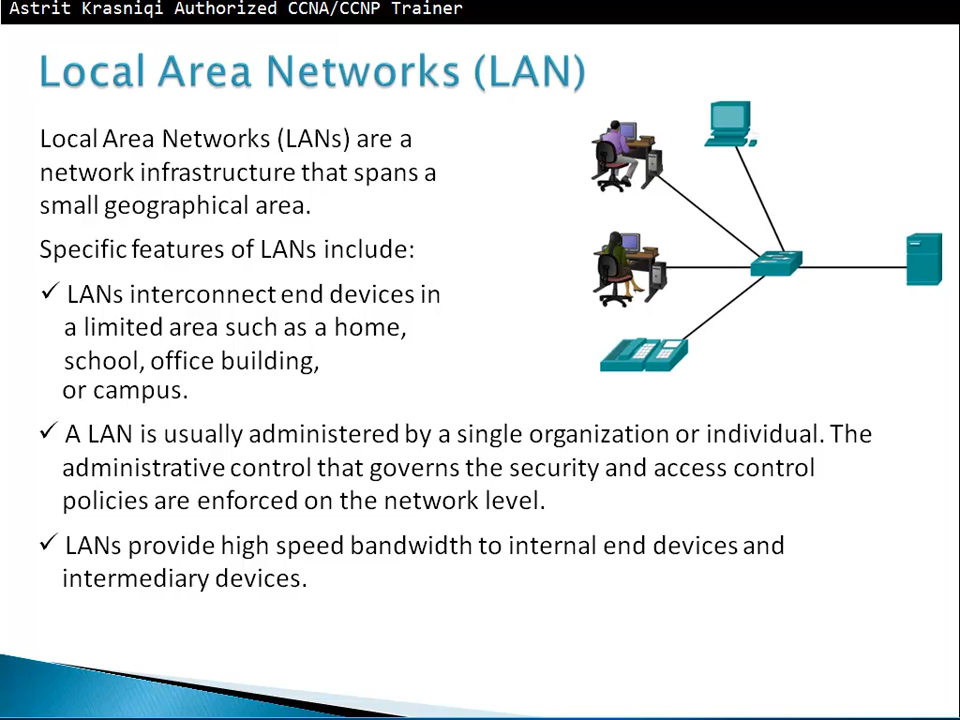 Astrit Krasniqi Authorized CCNA/CCNP Trainer
Local Area Networks (LAN)
Local Area Networks (LANs) are a
network infrastructure that spans a
small geographical area.
Specific features of LANs include:
✓ LANs interconnect end devices in
a limited area such as a home,
school, office building,
or campus.
✓ A LAN is usually administered by a single organization or individual. The
administrative control that governs the security and access control
policies are enforced on the network level.
✓ LANs provide high speed bandwidth to internal end devices and
intermediary devices.